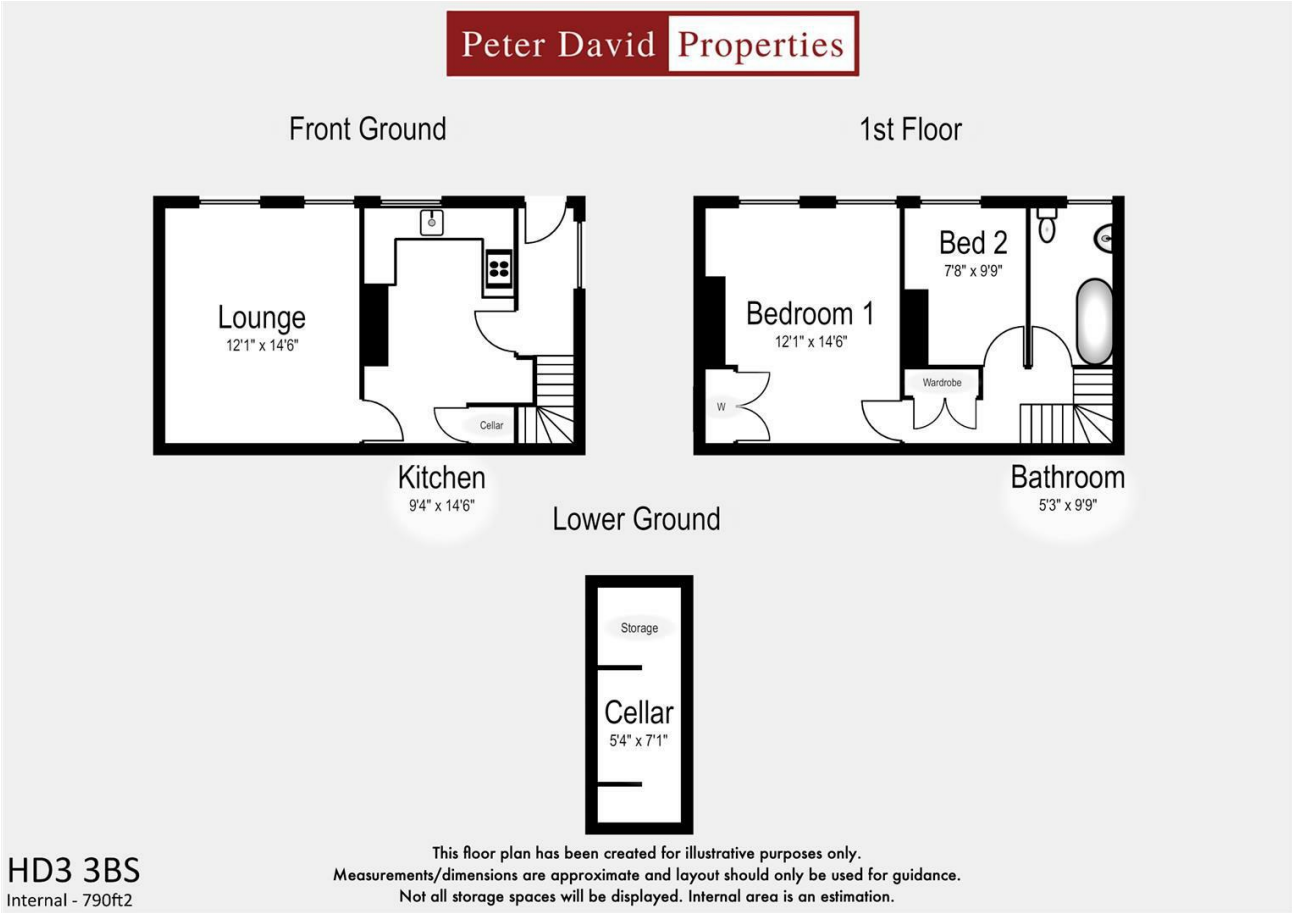 Peter David Properties
Front Ground
1st Floor
Lounge
12'1" x 14'6"
Cellar
Kitchen
9'4" x 14'6"
Bedroom 1
12'1" x 14'6"
W
Bed 2
7'8" x 9'9"
Wardrobe
Bathroom
5'3" x 9'9"
Lower Ground
Storage
Cellar
5'4" x 7'1"
HD3 3BS
Internal - 790ft2
This floor plan has been created for illustrative purposes only.
Measurements/dimensions are approximate and layout should only be used for guidance.
Not all storage spaces will be displayed. Internal area is an estimation.